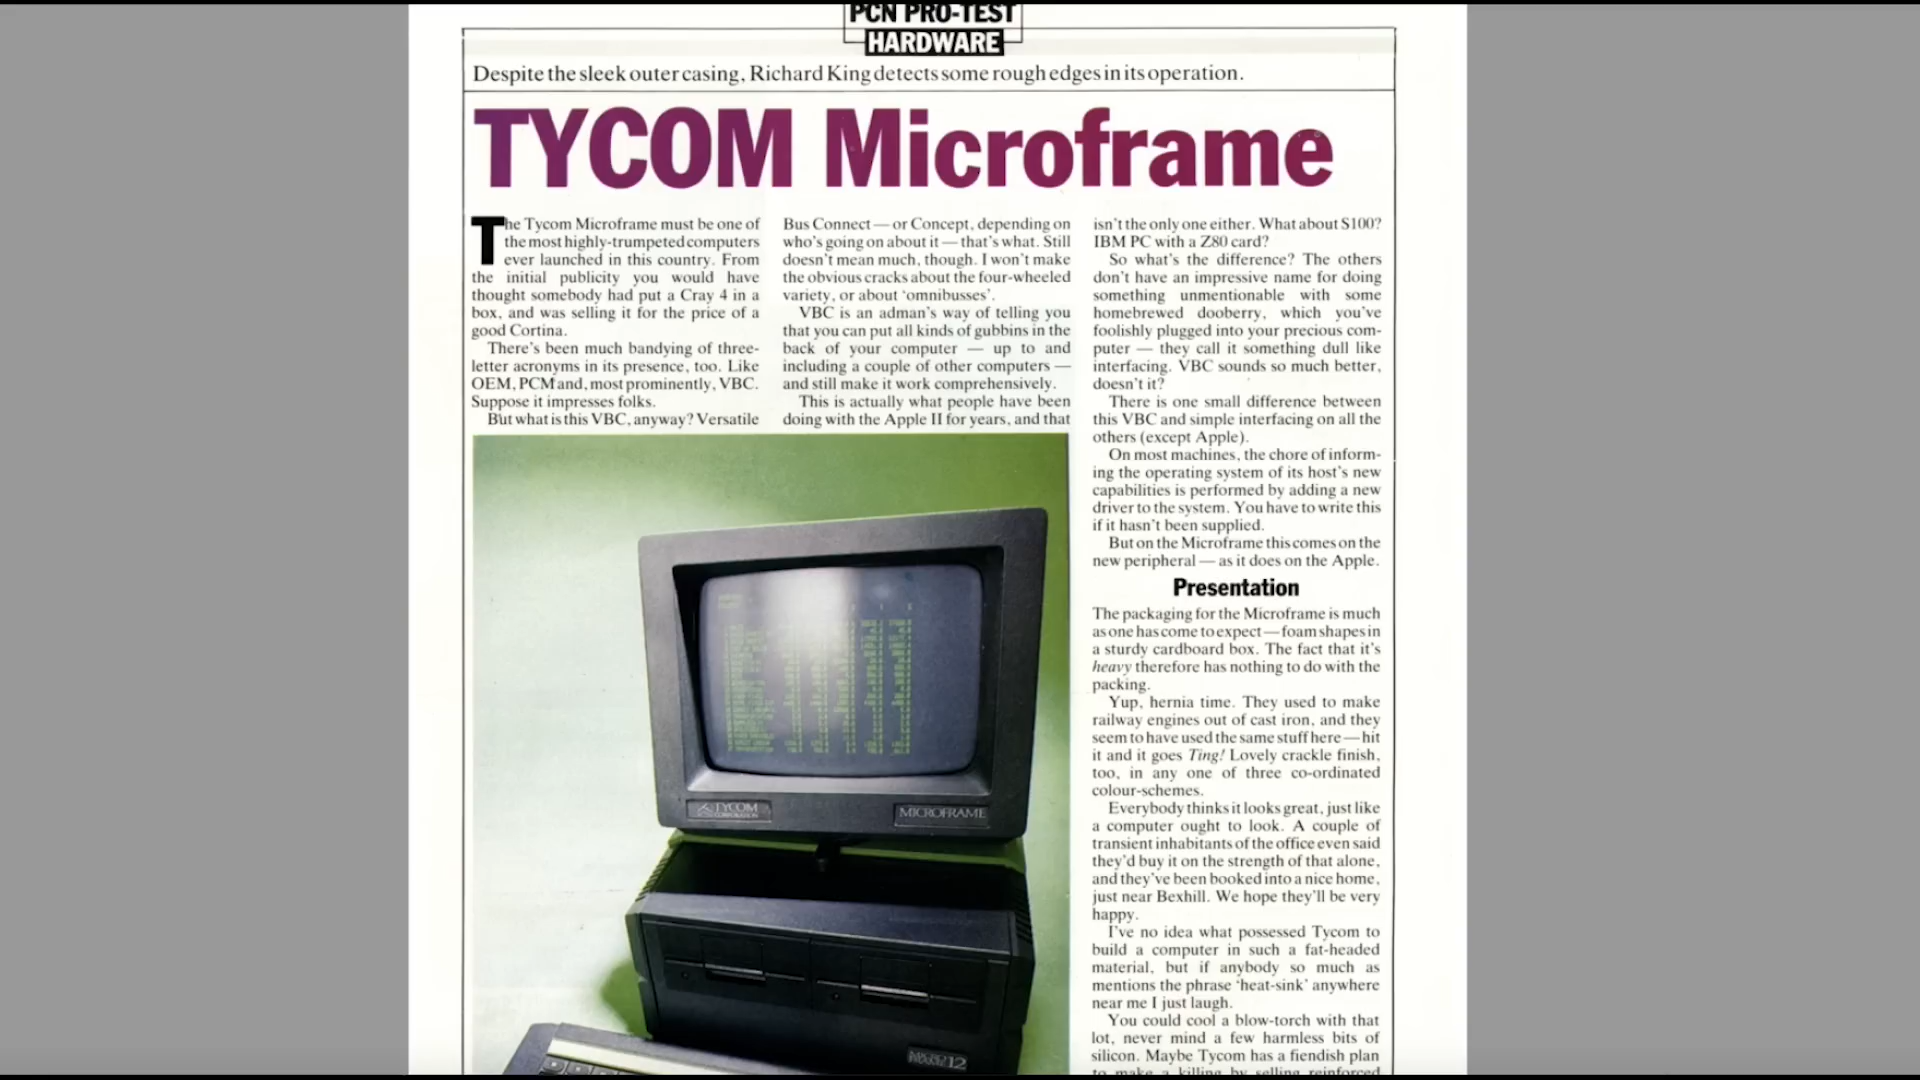 PCN PRO-TEST
HARDWARE
Despite the sleek outer casing, Richard King detects some rough edges in its operation.
TYCOM Microframe
The Tycom Microframe must be one of
the most highly-trumpeted computers
ever launched in this country. From
the initial publicity you would have
thought somebody had put a Cray 4 in a
box, and was selling it for the price of a
good Cortina.
There's been much bandying of three-
letter acronyms in its presence, too. Like
OEM, PCM and, most prominently, VBC.
Suppose it impresses folks.
But what is this VBC, anyway? Versatile
Bus Connect — or Concept, depending on
who's going on about it — that's what. Still
doesn't mean much, though. I won't make
the obvious cracks about the four-wheeled
variety, or about 'omnibusses'.
VBC is an adman's way of telling you
that you can put all kinds of gubbins in the
back of your computer — up to and
including a couple of other computers —
and still make it work comprehensively.
This is actually what people have been
doing with the Apple II for years, and that
isn't the only one either. What about S100?
IBM PC with a Z80 card?
So what's the difference? The others
don't have an impressive name for doing
something unmentionable with some
homebrewed dooberry, which you've
foolishly plugged into your precious com-
puter — they call it something dull like
interfacing. VBC sounds so much better,
doesn't it?
There is one small difference between
this VBC and simple interfacing on all the
others (except Apple).
On most machines, the chore of inform-
ing the operating system of its host's new
capabilities is performed by adding a new
driver to the system. You have to write this
if it hasn't been supplied.
But on the Microframe this comes on the
new peripheral — as it does on the Apple.
Presentation
The packaging for the Microframe is much
as one has come to expect — foam shapes in
a sturdy cardboard box. The fact that it's
heavy therefore has nothing to do with the
packing.
Yup, hernia time. They used to make
railway engines out of cast iron, and they
seem to have used the same stuff here — hit
it and it goes Ting! Lovely crackle finish,
too, in any one of three co-ordinated
colour-schemes.
Everybody thinks it looks great, just like
a computer ought to look. A couple of
transient inhabitants of the office even said
they'd buy it on the strength of that alone,
and they've been booked into a nice home,
just near Bexhill. We hope they'll be very
happy.
I've no idea what possessed Tycom to
build a computer in such a fat-headed
material, but if anybody so much as
mentions the phrase 'heat-sink' anywhere
near me I just laugh.
You could cool a blow-torch with that
lot, never mind a few harmless bits of
silicon. Maybe Tycom has a fiendish plan
to make a killing by selling reinforced
TYCOM
CORPORATION
MICROFRAME
12